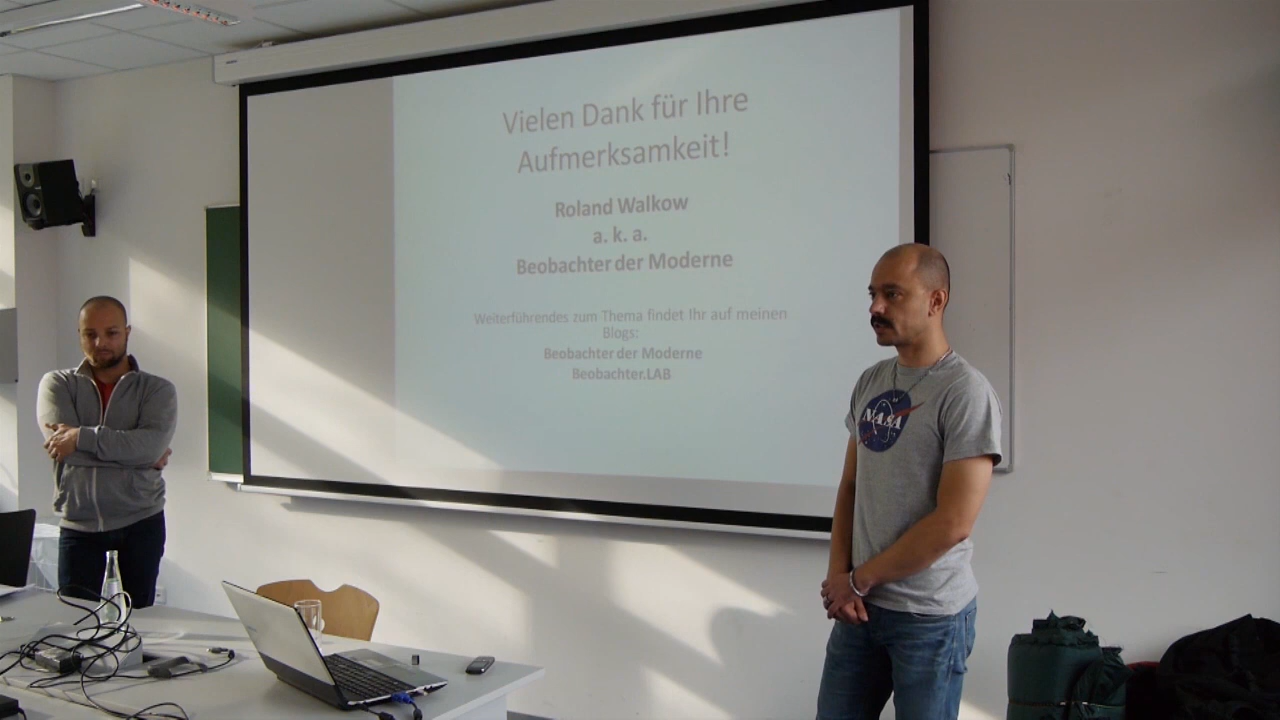 Vielen Dank für Ihre
Aufmerksamkeit!
Roland Walkow
a. k. a.
Beobachter der Moderne
Weiterführendes zum Thema findet Ihr auf meinen
Blogs:
Beobachter der Moderne
Beobachter.LAB
NASA